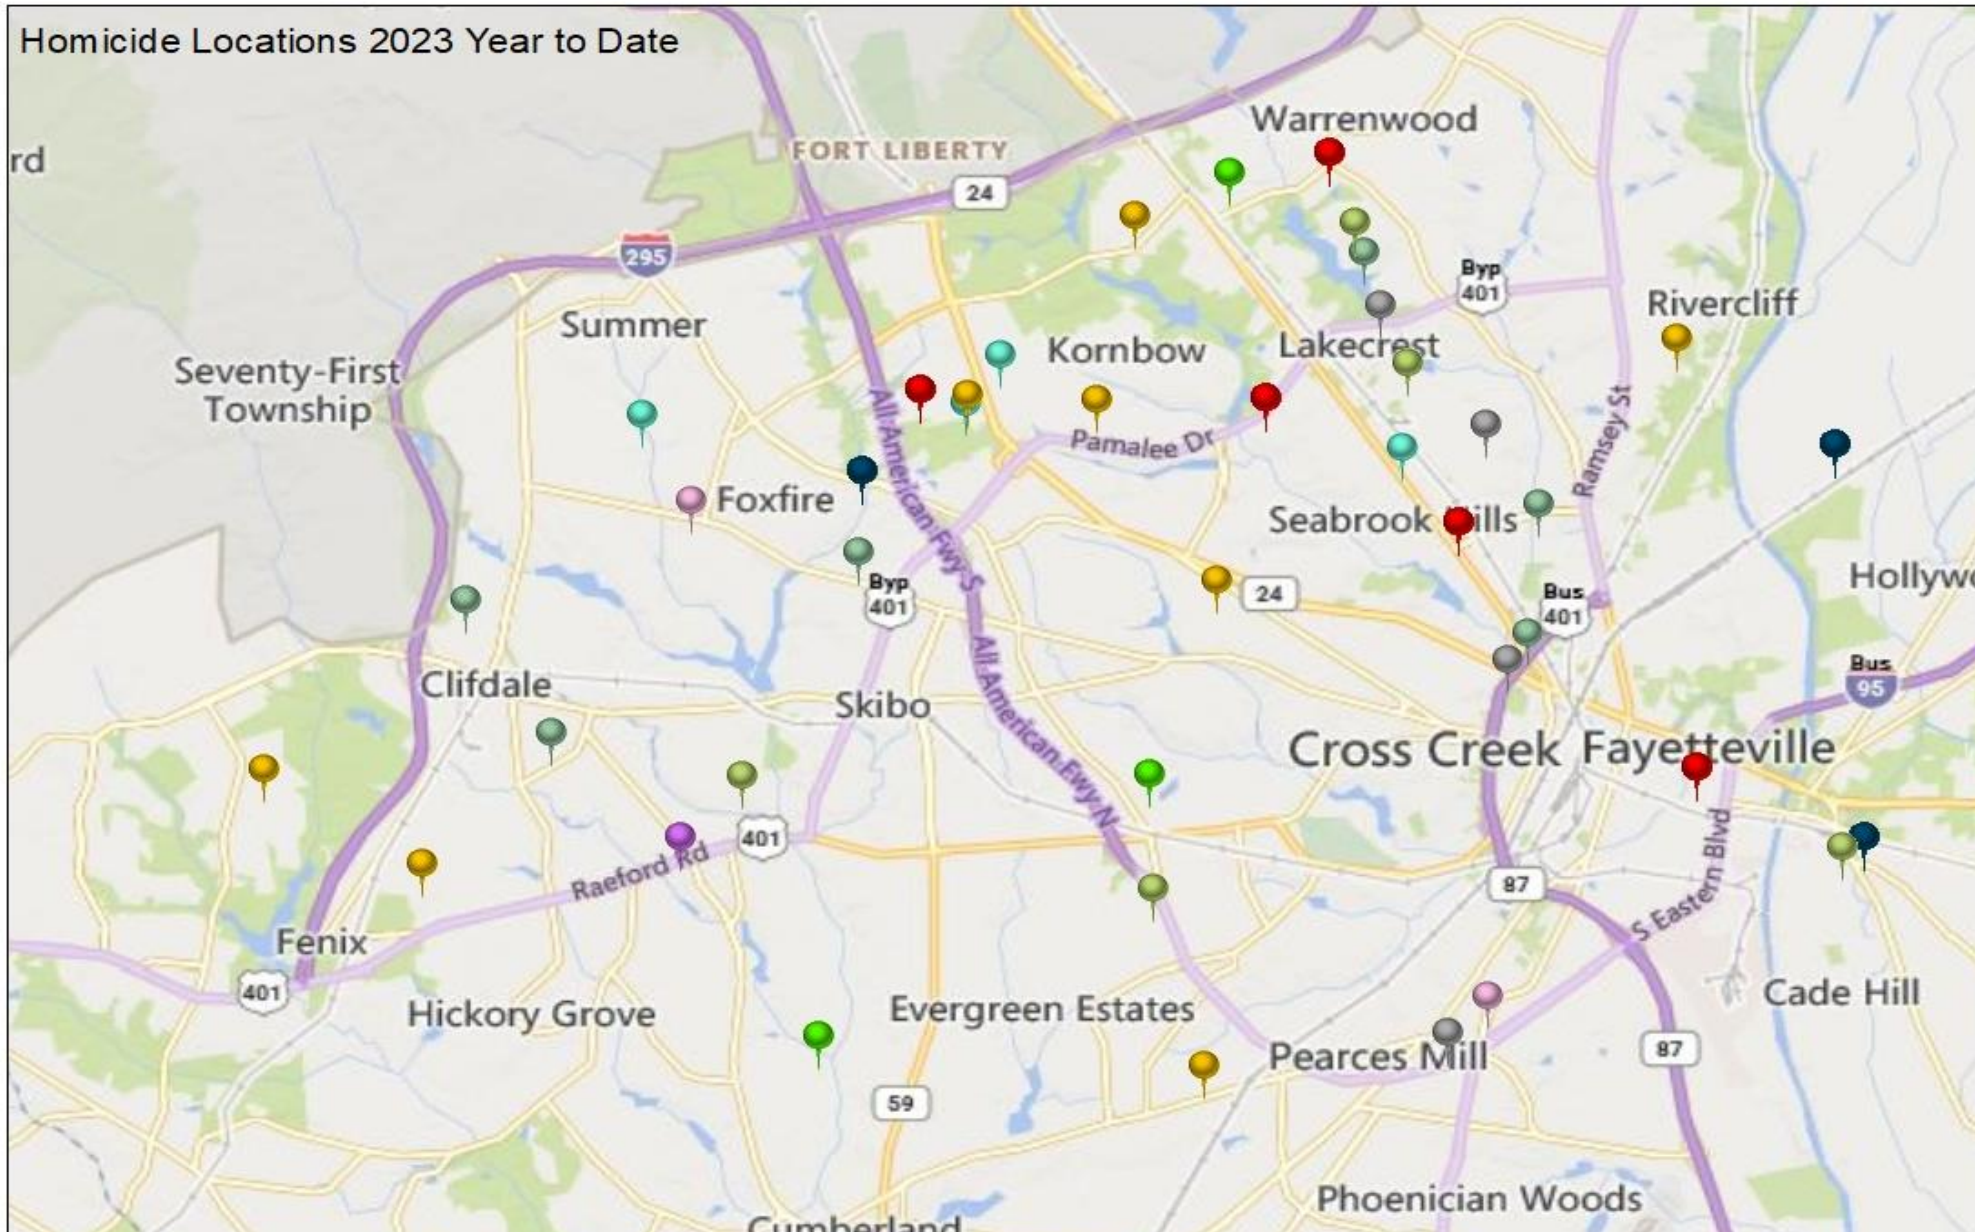 Homicide Locations 2023 Year to Date
Warrenwood
FORT LIBERTY
rd
24
295
Byp
401
Rivercliff
Summer
Kornbow
Lakecrest
Seventy-First
Township
Pamalee Dr
Ramsey St
All American Fwy S
Foxfire
Seabrook Hills
Byp
401
24
Bus
401
Hollywo
Bus
95
Clifdale
Skibo
All American Fwy N
Cross Creek
Fayetteville
401
Raeford Rd
87
S Eastern Blvd
Fenix
401
Hickory Grove
Evergreen Estates
Cade Hill
Pearces Mill
87
59
Phoenician Woods
Cumberland